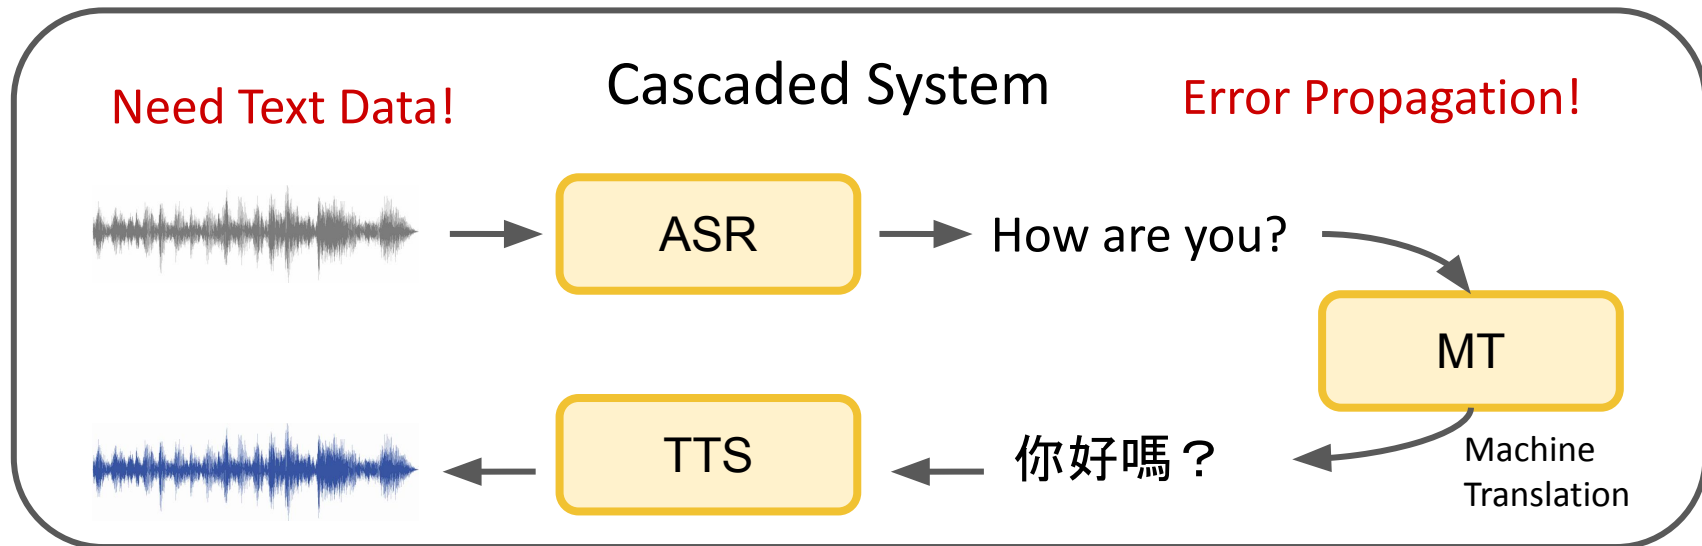 Cascaded System
Need Text Data!
Error Propagation!
ASR
How are you?
MT
Machine
Translation
你好嗎？
TTS